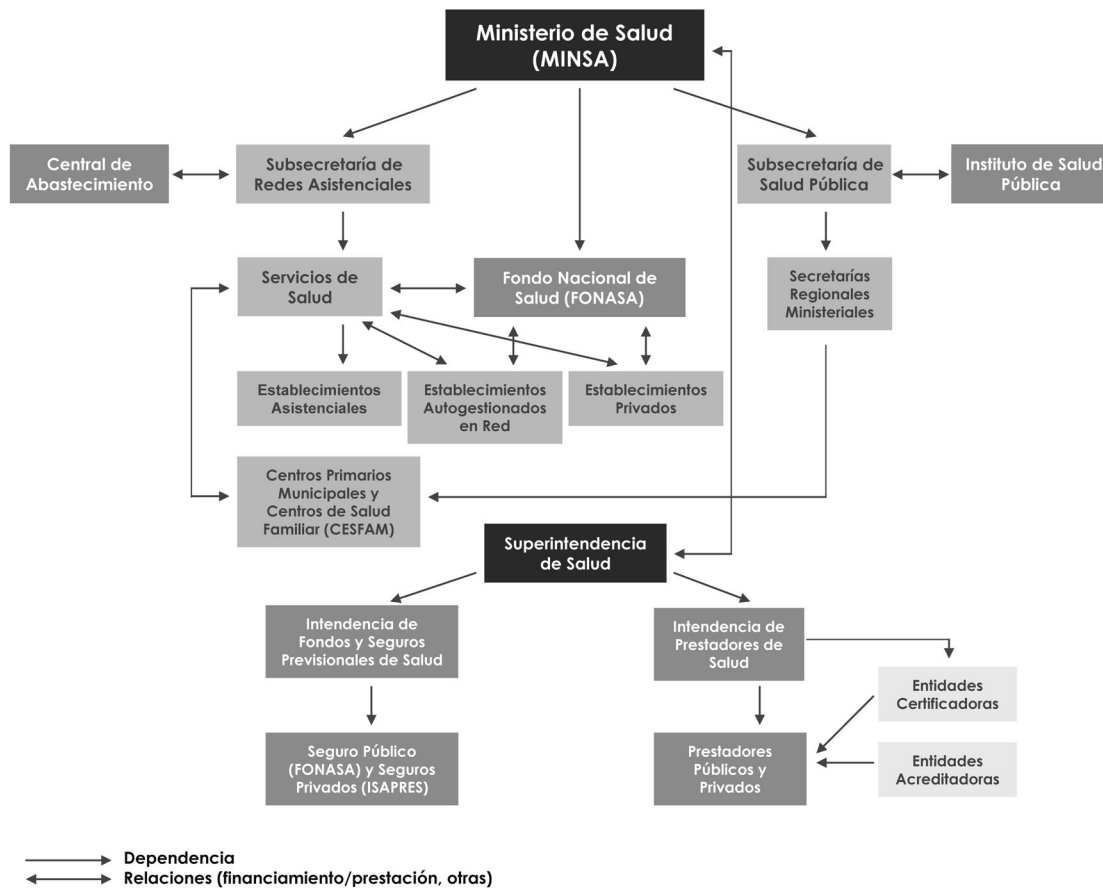 Ministerio de Salud
(MINSA)
Central de
Abastecimiento
Subsecretaría de
Redes Asistenciales
Subsecretaría de
Salud Pública
Instituto de Salud
Pública
Servicios de
Salud
Fondo Nacional de
Salud (FONASA)
Secretarías
Regionales
Ministeriales
Establecimientos
Asistenciales
Establecimientos
Autogestionados
en Red
Establecimientos
Privados
Centros Primarios
Municipales y
Centros de Salud
Familiar (CESFAM)
Superintendencia
de Salud
Intendencia de
Fondos y Seguros
Previsionales de Salud
Intendencia de
Prestadores de
Salud
Entidades
Certificadoras
Seguro Público
(FONASA) y Seguros
Privados (ISAPRES)
Prestadores
Públicos y
Privados
Entidades
Acreditadoras
Dependencia
Relaciones (financiamiento/prestación, otras)